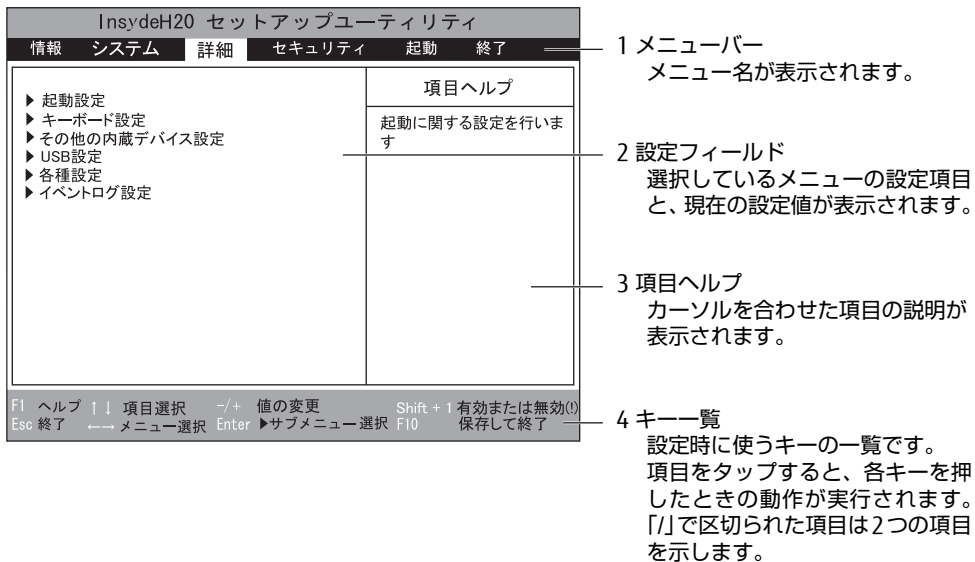 InsydeH20 セットアップユーティリティ
情報 システム 詳細 セキュリティ 起動 終了
▶ 起動設定
▶ キーボード設定
▶ その他の内蔵デバイス設定
▶ USB設定
▶ 各種設定
▶ イベントログ設定
項目ヘルプ
起動に関する設定を行いま
す
F1 ヘルプ ↑↓ 項目選択 -/+ 値の変更 Shift + 1 有効または無効(!)
Esc 終了 ←→ メニュー選択 Enter ▶サブメニュー選択 F10 保存して終了
1 メニューバー
メニュー名が表示されます。
2 設定フィールド
選択しているメニューの設定項目
と、現在の設定値が表示されます。
3 項目ヘルプ
カーソルを合わせた項目の説明が
表示されます。
4 キー一覧
設定時に使うキーの一覧です。
項目をタップすると、各キーを押
したときの動作が実行されます。
「/」で区切られた項目は2つの項目
を示します。